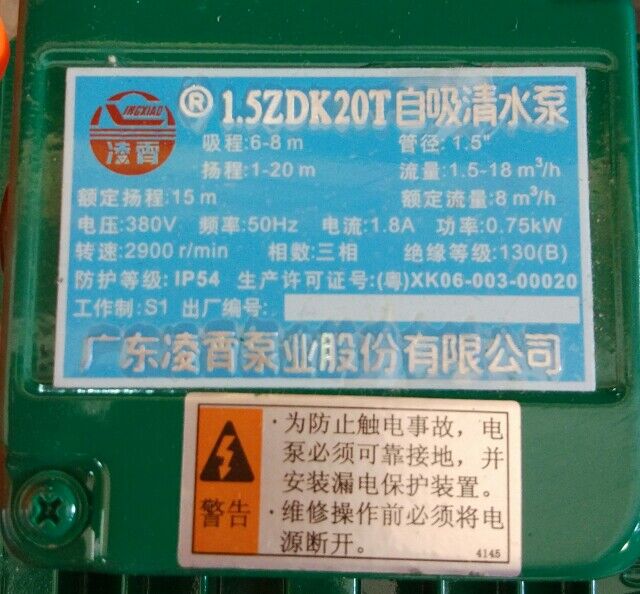 LINGXIAO
凌霄
® 1.5ZDK20T 自吸清水泵
吸程:6-8 m 管径:1.5"
扬程:1-20 m 流量:1.5-18 m³/h
额定扬程:15 m 额定流量:8 m³/h
电压:380V 频率:50Hz 电流:1.8A 功率:0.75kW
转速:2900 r/min 相数:三相 绝缘等级:130(B)
防护等级:IP54 生产许可证号:(粤)XK06-003-00020
工作制:S1 出厂编号:
广东凌霄泵业股份有限公司
警告
·为防止触电事故，电
泵必须可靠接地，并
安装漏电保护装置。
·维修操作前必须将电
源断开。
4145